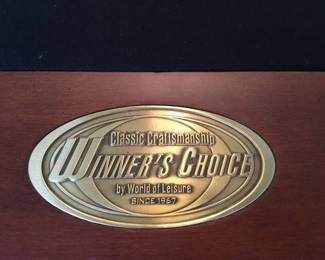 Classic Craftsmanship
WINNER'S CHOICE
by World of Leisure
SINCE 1967